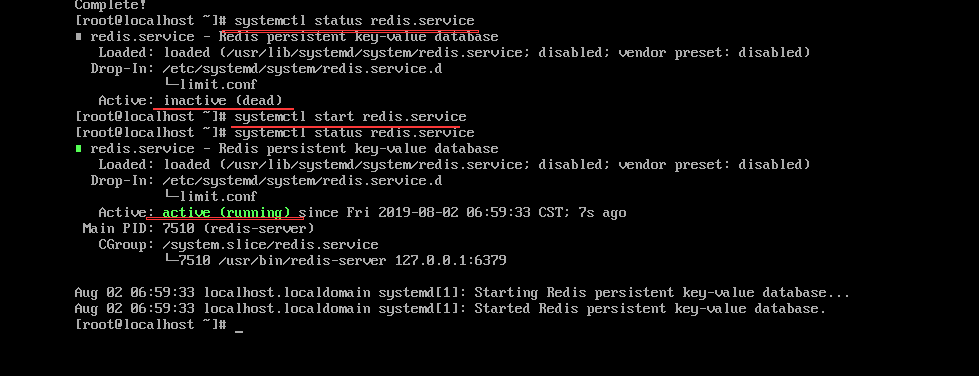 Complete!
[root@localhost ~]# systemctl status redis.service
redis.service - Redis persistent key-value database
Loaded: loaded (/usr/lib/systemd/system/redis.service; disabled; vendor preset: disabled)
Drop-In: /etc/systemd/system/redis.service.d
└─limit.conf
Active: inactive (dead)
[root@localhost ~]# systemctl start redis.service
[root@localhost ~]# systemctl status redis.service
redis.service - Redis persistent key-value database
Loaded: loaded (/usr/lib/systemd/system/redis.service; disabled; vendor preset: disabled)
Drop-In: /etc/systemd/system/redis.service.d
└─limit.conf
Active: active (running) since Fri 2019-08-02 06:59:33 CST; 7s ago
Main PID: 7510 (redis-server)
CGroup: /system.slice/redis.service
└─7510 /usr/bin/redis-server 127.0.0.1:6379
Aug 02 06:59:33 localhost.localdomain systemd[1]: Starting Redis persistent key-value database...
Aug 02 06:59:33 localhost.localdomain systemd[1]: Started Redis persistent key-value database.
[root@localhost ~]# _